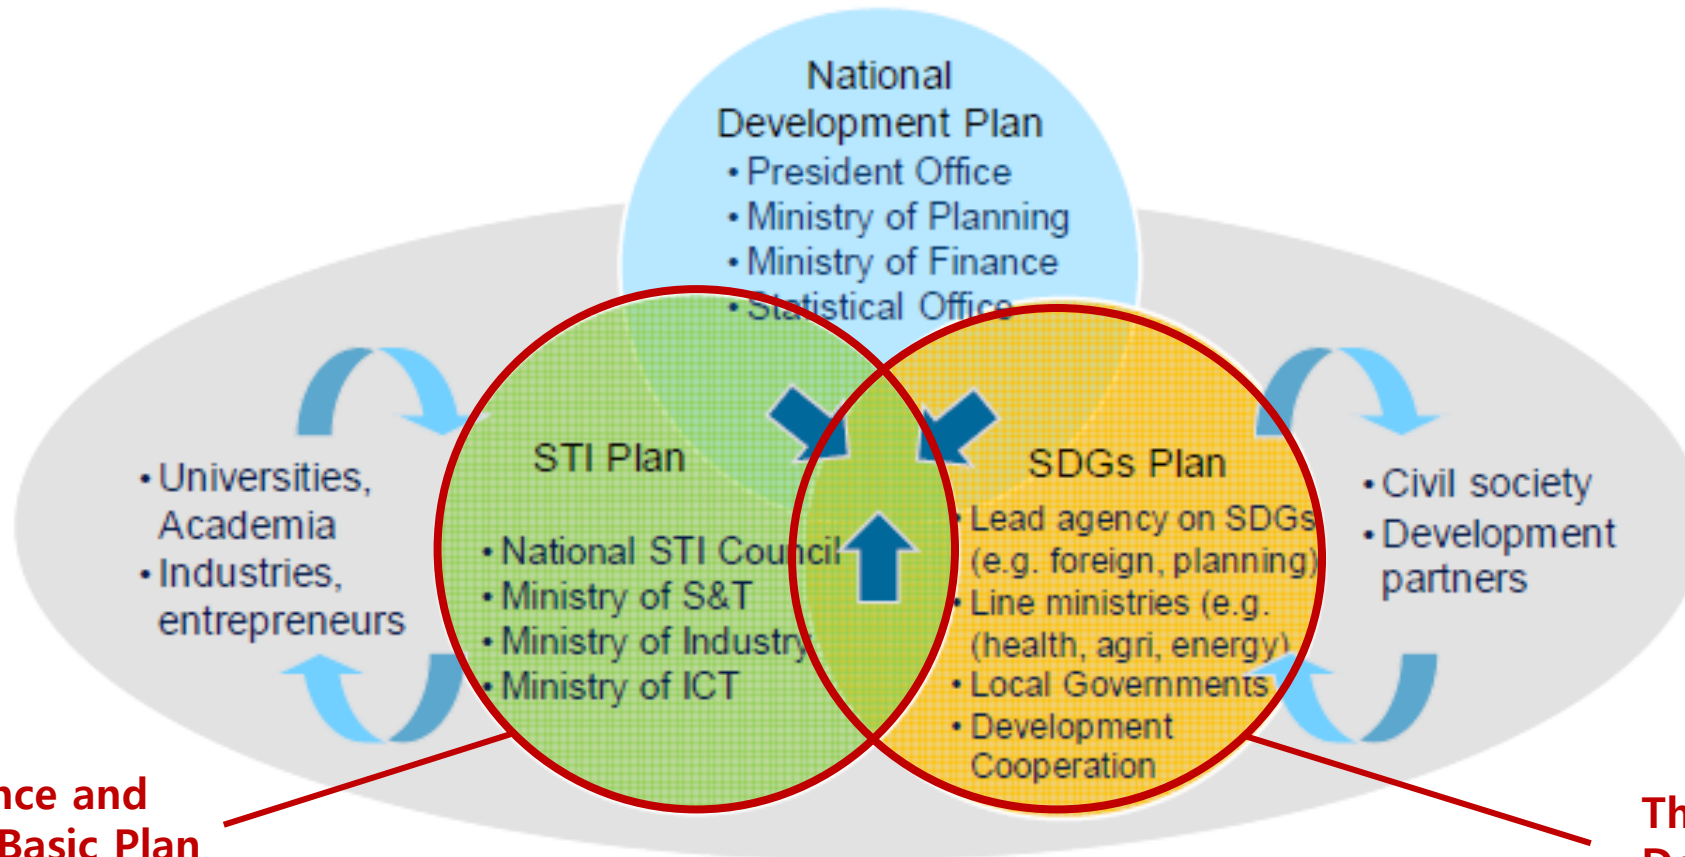 National
Development Plan
• President Office
• Ministry of Planning
• Ministry of Finance
• Statistical Office
STI Plan
• National STI Council
• Ministry of S&T
• Ministry of Industry
• Ministry of ICT
SDGs Plan
• Lead agency on SDGs
(e.g. foreign, planning)
• Line ministries (e.g.
(health, agri, energy)
• Local Governments
• Development
Cooperation
• Universities,
Academia
• Industries,
entrepreneurs
• Civil society
• Development
partners
and
Basic Plan